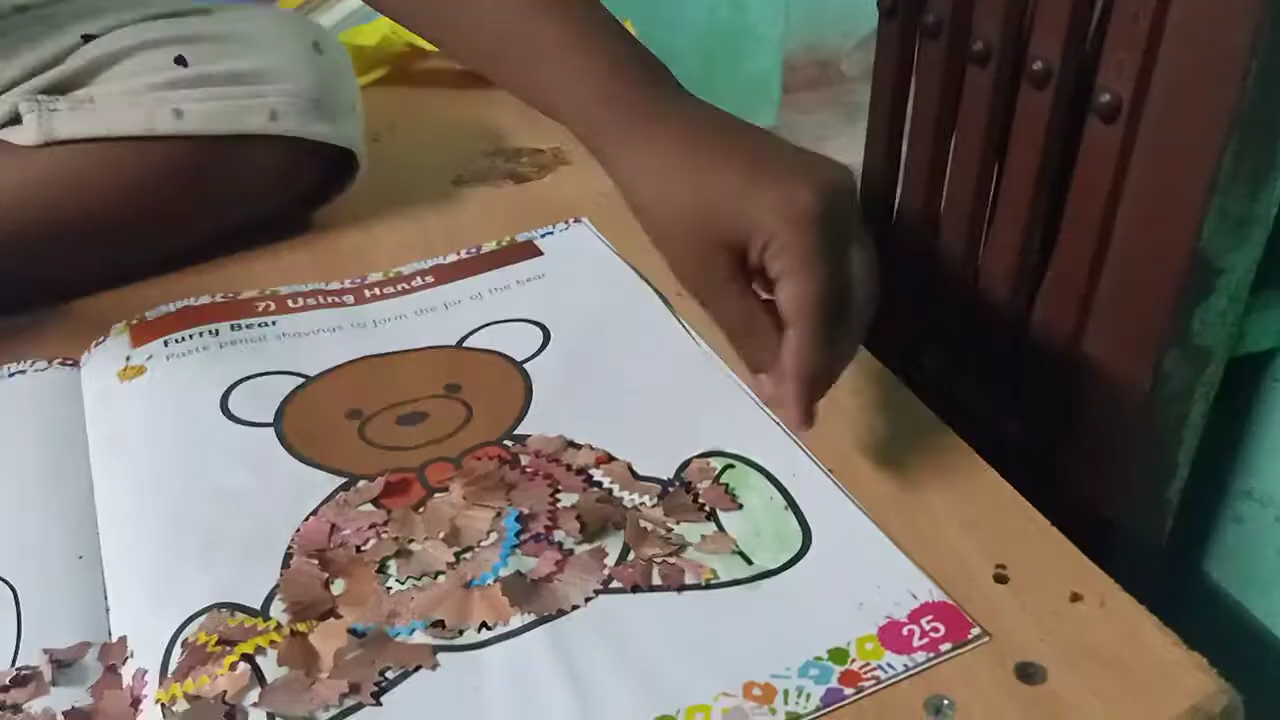 7) Using Hands
Furry Bear
Paste pencil shavings to form the fur of the bear
25